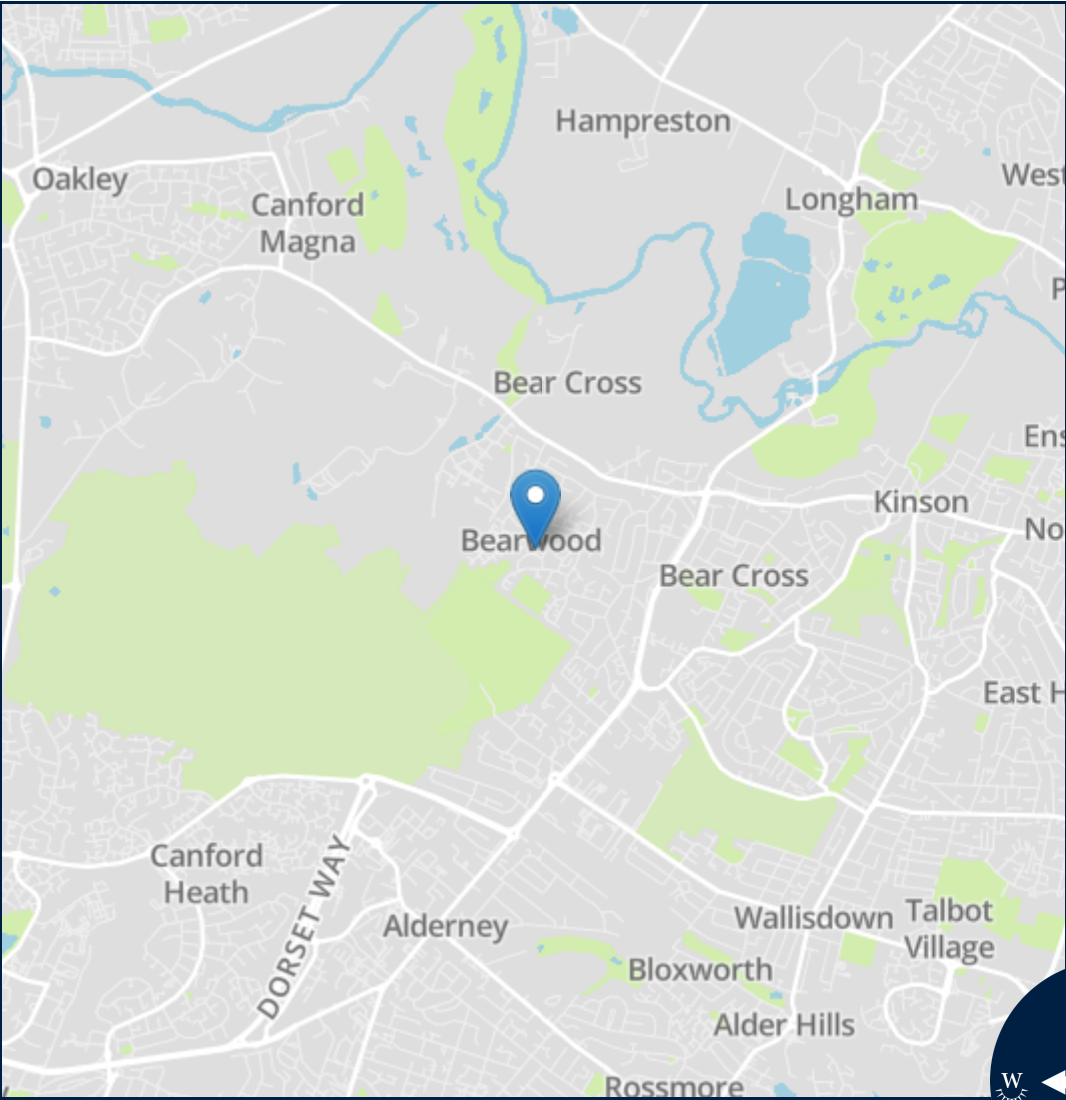 Hampreston
Oakley
West
Longham
Canford
Magna
P
Bear Cross
Ens
Kinson
No
Bearwood
Bear Cross
East H
DORSET WAY
Canford
Heath
Wallisdown
Talbot
Village
Alderney
Bloxworth
Alder Hills
Rossmore
W